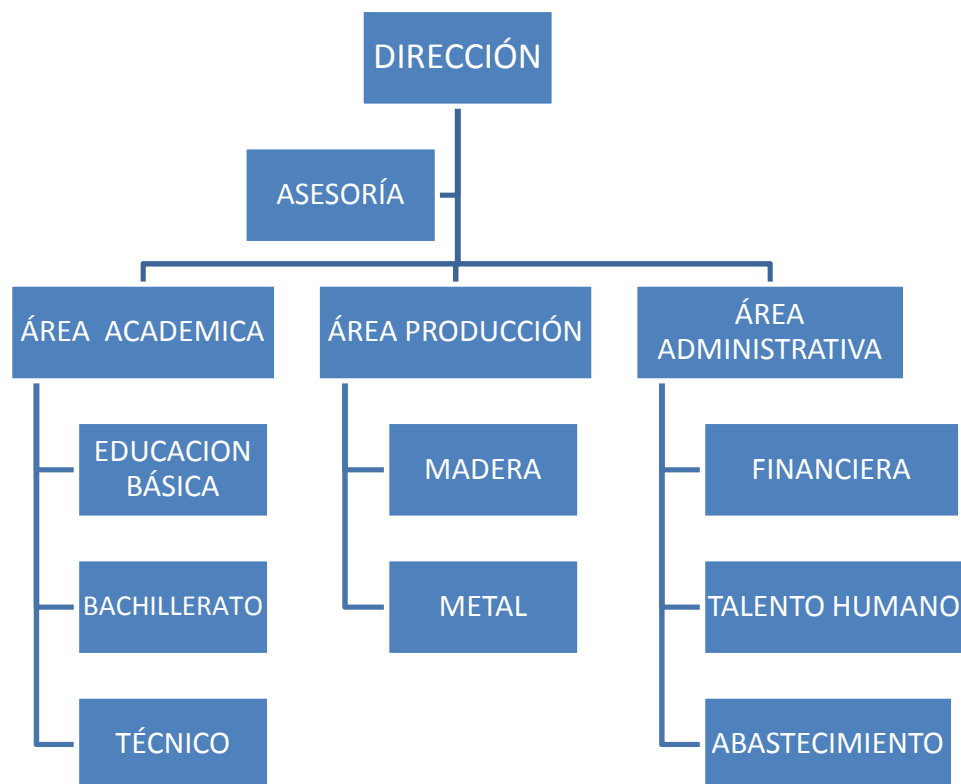 DIRECCIÓN
ASESORÍA
ÁREA ACADEMICA
ÁREA PRODUCCIÓN
ÁREA
ADMINISTRATIVA
EDUCACION
BÁSICA
MADERA
FINANCIERA
BACHILLERATO
METAL
TALENTO HUMANO
TÉCNICO
ABASTECIMIENTO